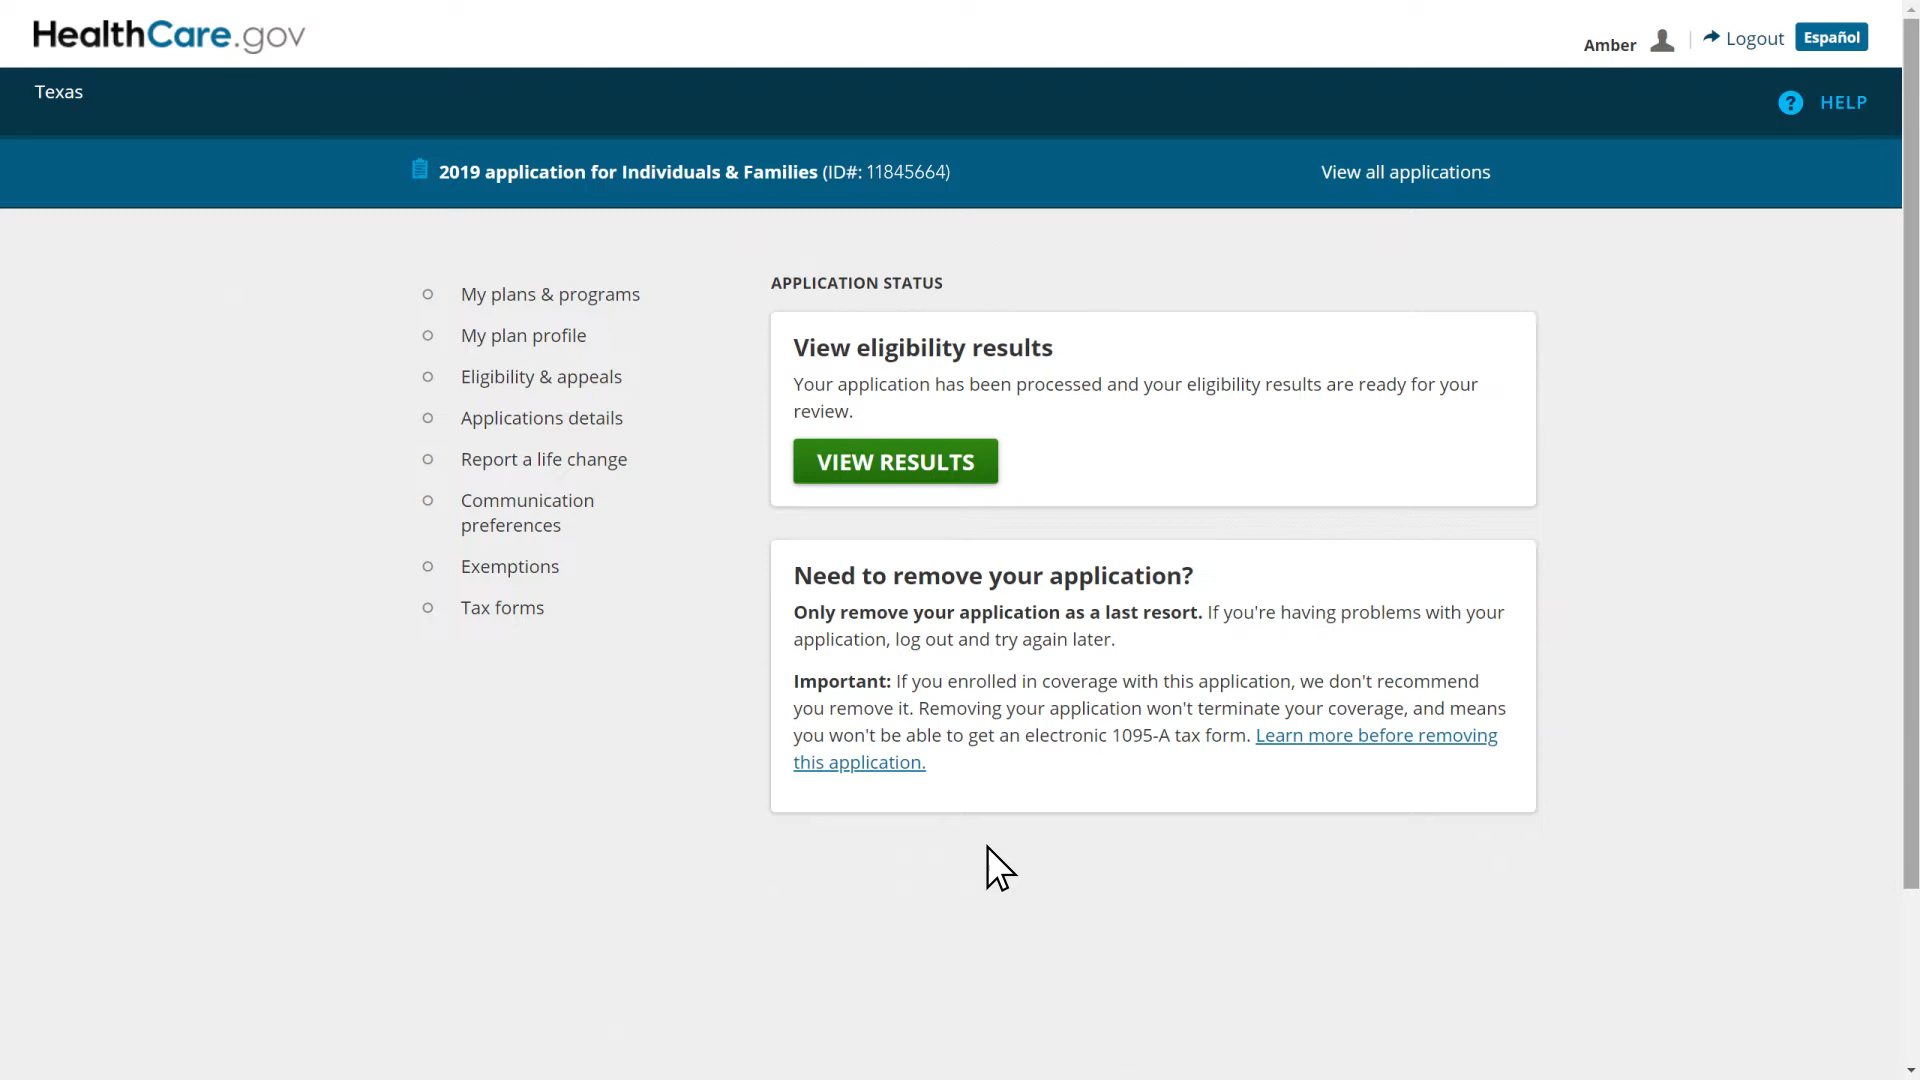 HealthCare.gov
Amber
Logout
Español
Texas
? HELP
2019 application for Individuals & Families (ID#: 11845664)
View all applications
My plans & programs
My plan profile
Eligibility & appeals
Applications details
Report a life change
Communication
preferences
Exemptions
Tax forms
APPLICATION STATUS
View eligibility results
Your application has been processed and your eligibility results are ready for your
review.
VIEW RESULTS
Need to remove your application?
Only remove your application as a last resort. If you're having problems with your
application, log out and try again later.
Important: If you enrolled in coverage with this application, we don't recommend
you remove it. Removing your application won't terminate your coverage, and means
you won't be able to get an electronic 1095-A tax form. Learn more before removing
this application.